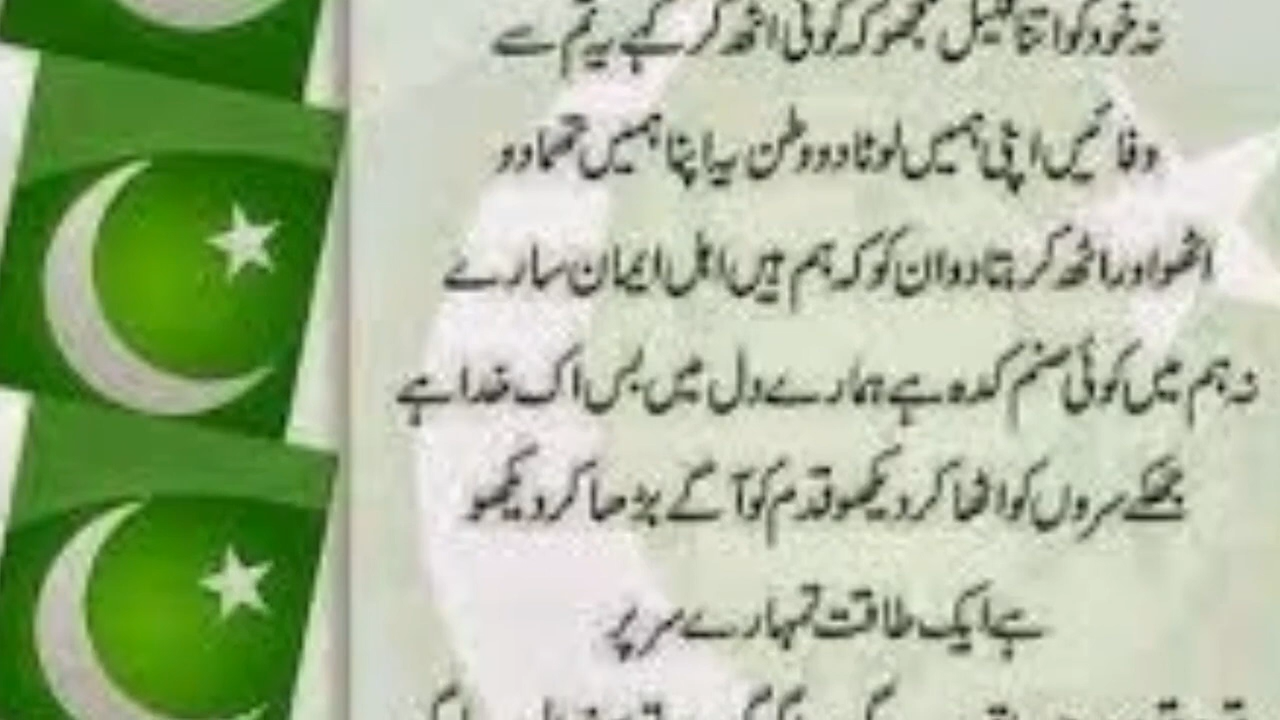 نہ خود کو اتنا قلیل سمجھو کہ کوئی اٹھ کر کہے یہ تم سے
وفائیں اپنی ہمیں لوٹا دو وطن یہ اپنا ہمیں تھما دو
اٹھو اور اٹھ کر بتا دو ان کو کہ ہم ہیں اہل ایمان سارے
نہ ہم میں کوئی صنم کدہ ہے ہمارے دل میں بس اک خدا ہے
جھکے سروں کو اٹھا کر دیکھو قدم کو آگے بڑھا کر دیکھو
ہے ایک طاقت تمہارے سر پر